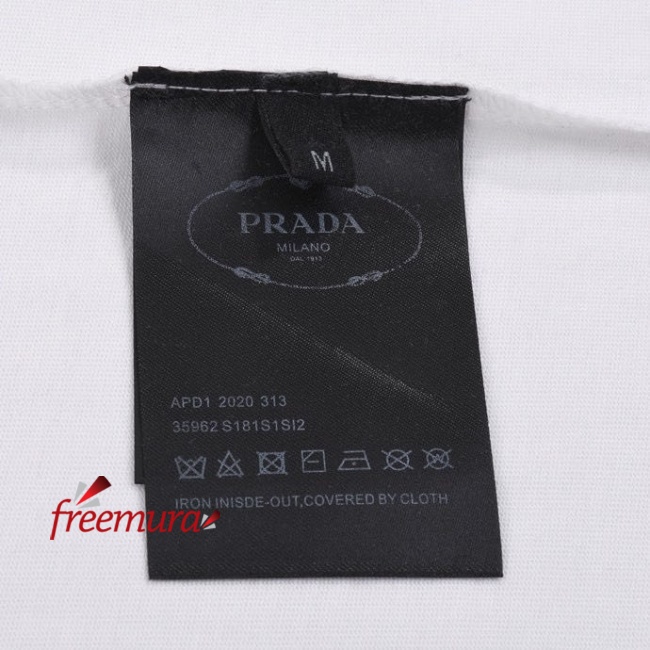 M
PRADA
MILANO
DAL 1913
APD1 2020 313
35962 S181S1SI2
IRON INISDE-OUT,COVERED BY CLOTH
freemura